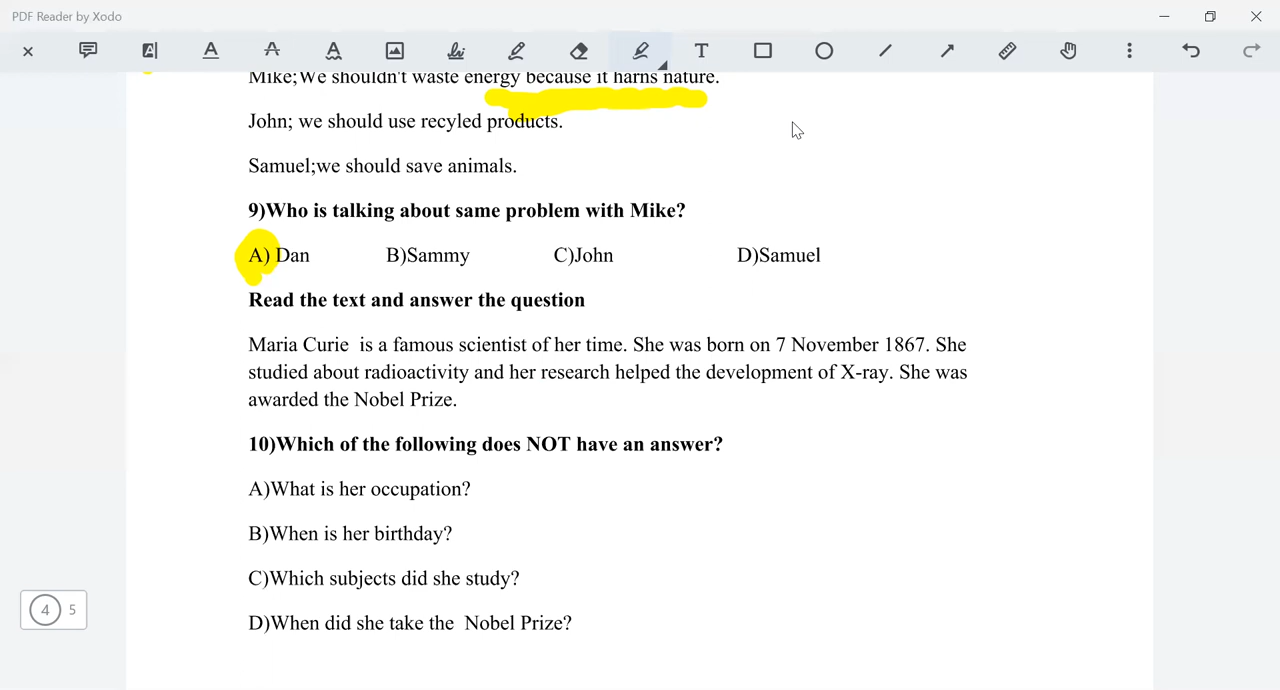 PDF Reader by Xodo
Mike;We shouldn't waste energy because it harns nature.
John; we should use recyled products.
Samuel;we should save animals.
9)Who is talking about same problem with Mike?
A) Dan B)Sammy C)John D)Samuel
Read the text and answer the question
Maria Curie is a famous scientist of her time. She was born on 7 November 1867. She
studied about radioactivity and her research helped the development of X-ray. She was
awarded the Nobel Prize.
10)Which of the following does NOT have an answer?
A)What is her occupation?
B)When is her birthday?
C)Which subjects did she study?
D)When did she take the Nobel Prize?
4 5